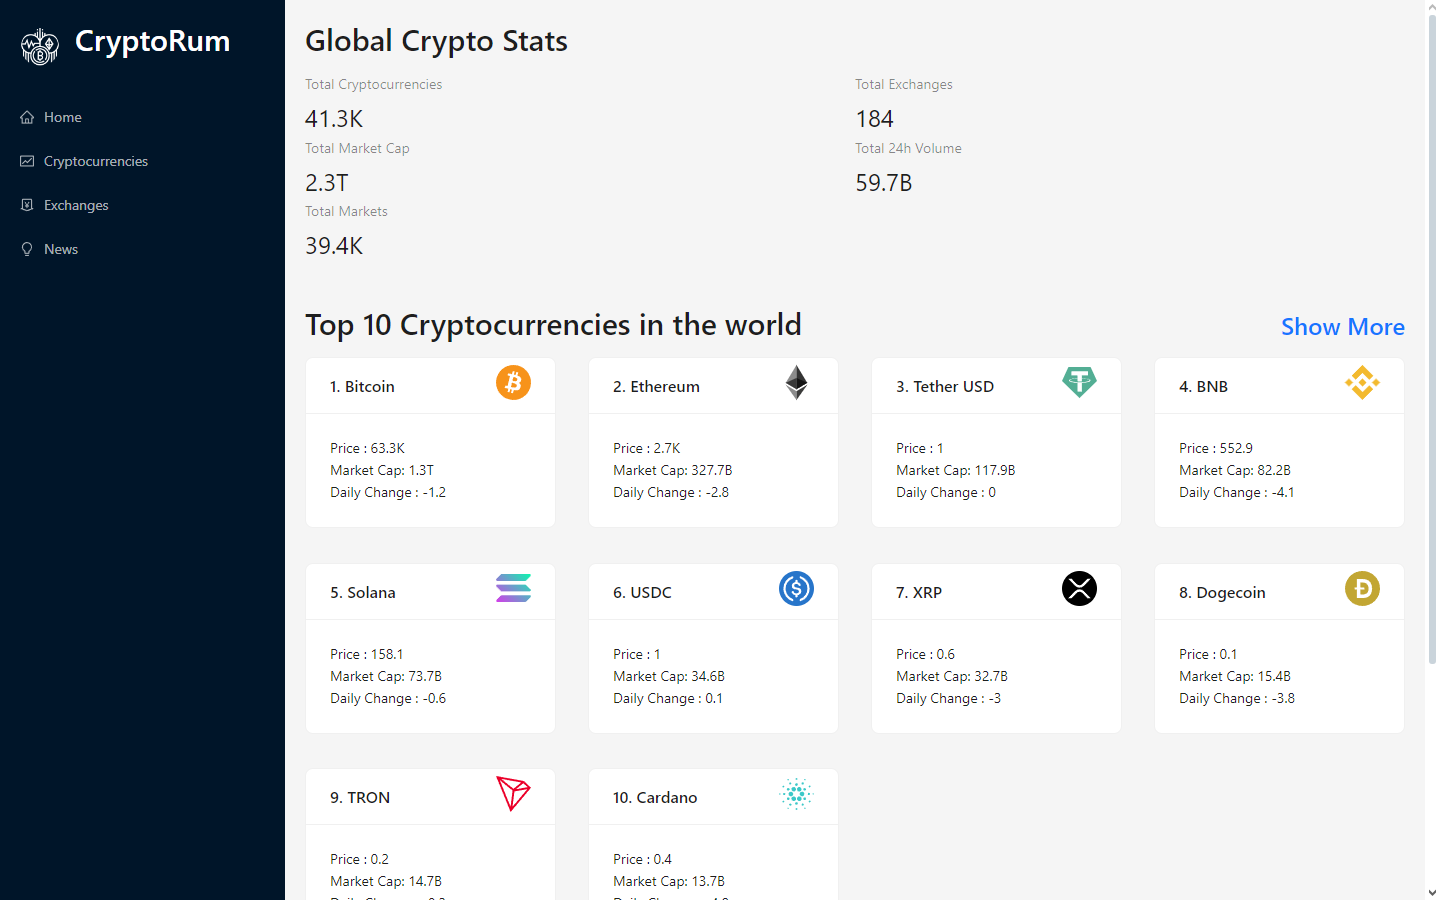 CryptoRum
Home
Cryptocurrencies
Exchanges
News
Global Crypto Stats
Total Cryptocurrencies
41.3K
Total Exchanges
184
Total Market Cap
2.3T
Total 24h Volume
59.7B
Total Markets
39.4K
Top 10 Cryptocurrencies in the world
Show More
1. Bitcoin
Price : 63.3K
Market Cap: 1.3T
Daily Change : -1.2
2. Ethereum
Price : 2.7K
Market Cap: 327.7B
Daily Change : -2.8
3. Tether USD
Price : 1
Market Cap: 117.9B
Daily Change : 0
4. BNB
Price : 552.9
Market Cap: 82.2B
Daily Change : -4.1
5. Solana
Price : 158.1
Market Cap: 73.7B
Daily Change : -0.6
6. USDC
Price : 1
Market Cap: 34.6B
Daily Change : 0.1
7. XRP
Price : 0.6
Market Cap: 32.7B
Daily Change : -3
8. Dogecoin
Price : 0.1
Market Cap: 15.4B
Daily Change : -3.8
9. TRON
Price : 0.2
Market Cap: 14.7B
10. Cardano
Price : 0.4
Market Cap: 13.7B